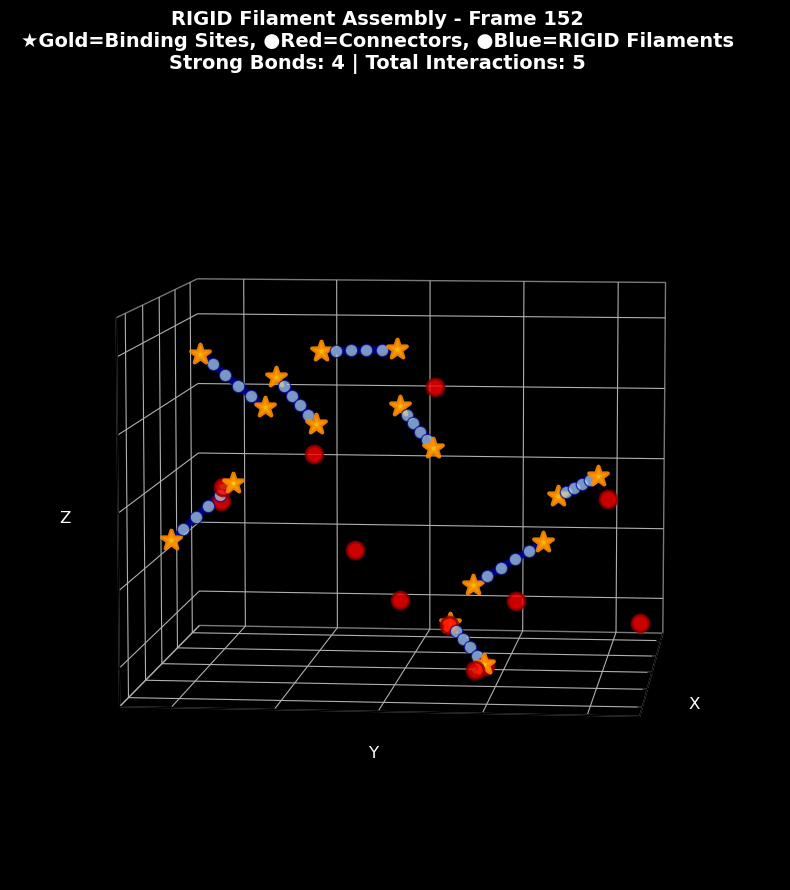 RIGID Filament Assembly - Frame 152
★Gold=Binding Sites, ●Red=Connectors, ●Blue=RIGID Filaments
Strong Bonds: 4 | Total Interactions: 5
Z
X
Y